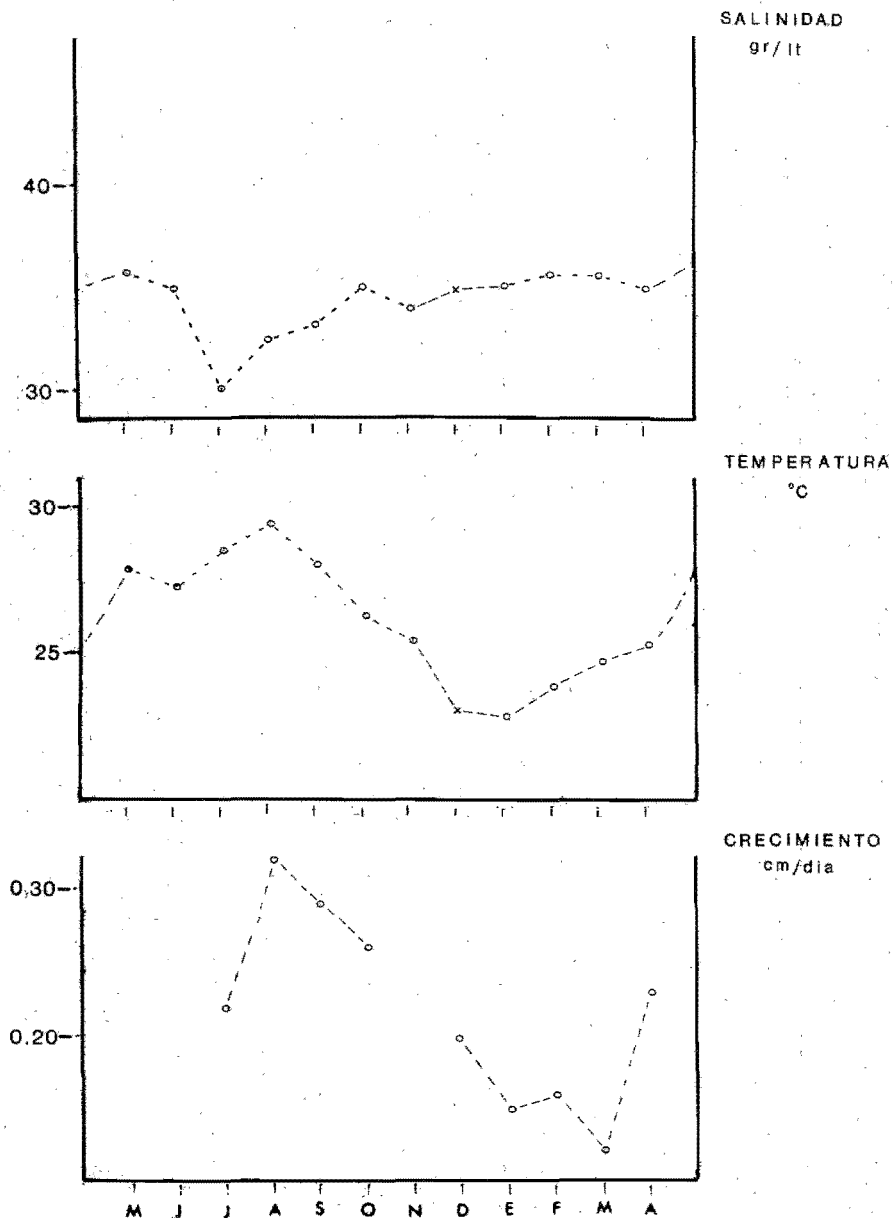 SALINIDAD
gr/lt
40
30
TEMPERATURA
°C
30
25
CRECIMIENTO
cm/dia
0,30
0,20
M J J A S O N D E F M A